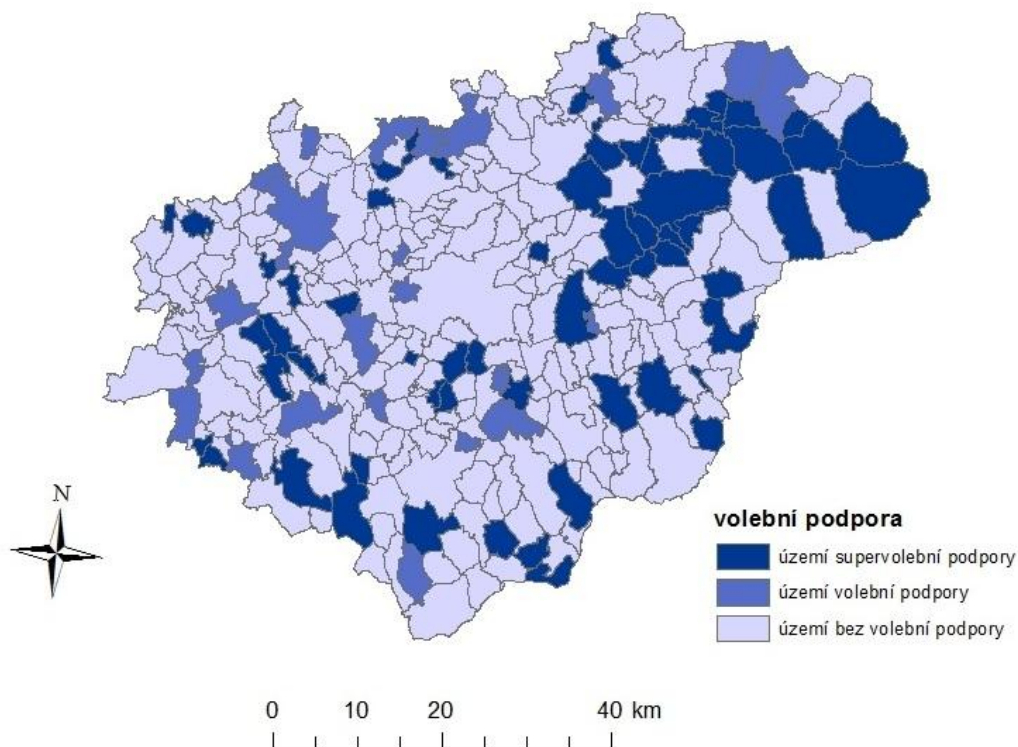 N
volební podpora
území supervolební podpory
území volební podpory
území bez volební podpory
0 10 20 40 km